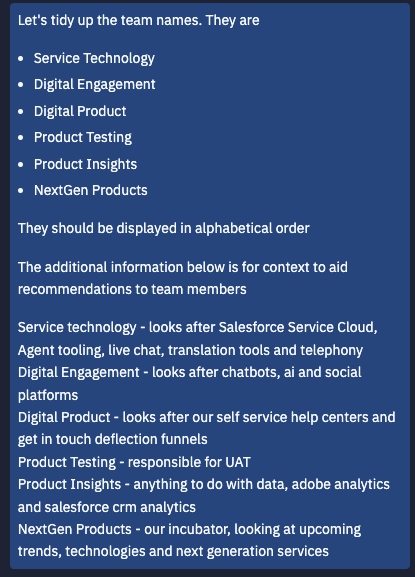 Let's tidy up the team names. They are
• Service Technology
• Digital Engagement
• Digital Product
• Product Testing
• Product Insights
• NextGen Products
They should be displayed in alphabetical order
The additional information below is for context to aid
recommendations to team members
Service technology - looks after Salesforce Service Cloud,
Agent tooling, live chat, translation tools and telephony
Digital Engagement - looks after chatbots, ai and social
platforms
Digital Product - looks after our self service help centers and
get in touch deflection funnels
Product Testing - responsible for UAT
Product Insights - anything to do with data, adobe analytics
and salesforce crm analytics
NextGen Products - our incubator, looking at upcoming
trends, technologies and next generation services